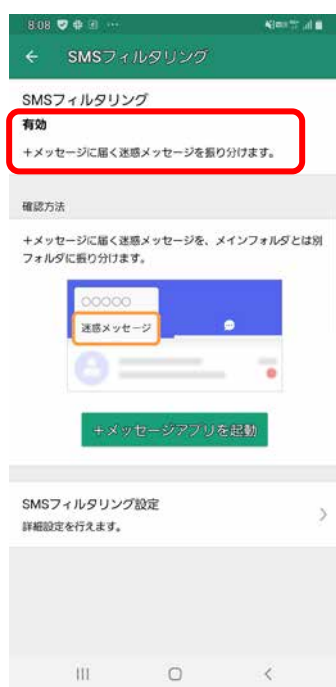 8:08
SMSフィルタリング
SMSフィルタリング
有効
＋メッセージに届く迷惑メッセージを振り分けます。
確認方法
＋メッセージに届く迷惑メッセージを、メインフォルダとは別
フォルダに振り分けます。
○○○○○
迷惑メッセージ
＋メッセージアプリを起動
SMSフィルタリング設定
詳細設定を行えます。